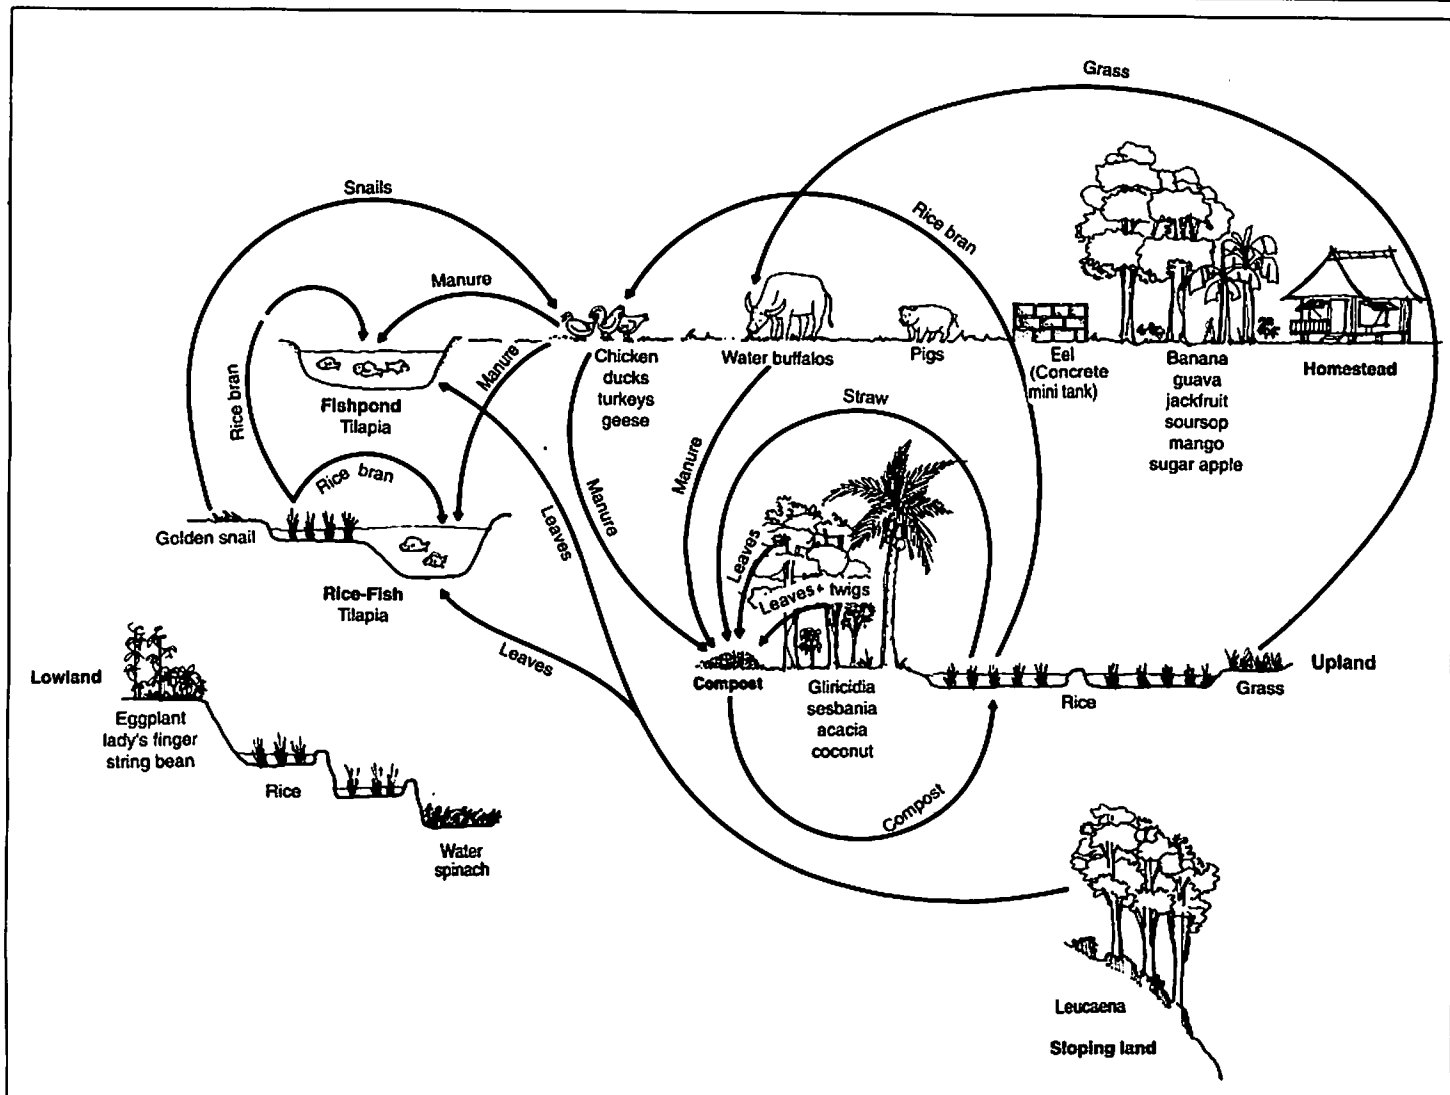 Grass
Snails
Rice bran
Manure
Rice bran
Manure
Chicken
ducks
turkeys
geese
Water buffalos
Pigs
Eel
(Concrete
mini tank)
Banana
guava
jackfruit
soursop
mango
sugar apple
Homestead
Fishpond
Tilapia
Straw
Manure
Manure
Rice bran
Golden snail
Leaves
Leaves
Leaves + twigs
Rice-Fish
Tilapia
Leaves
Lowland
Compost
Gliricidia
sesbania
acacia
coconut
Rice
Grass
Upland
Eggplant
lady's finger
string bean
Rice
Compost
Water
spinach
Leucaena
Sloping land